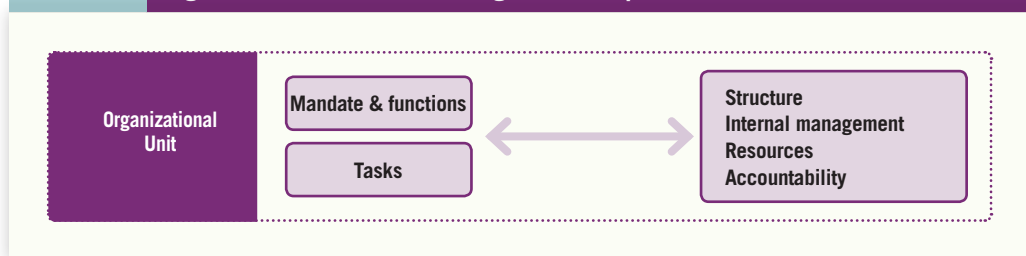 Organizational
Unit
Mandate & functions
Tasks
Structure
Internal management
Resources
Accountability